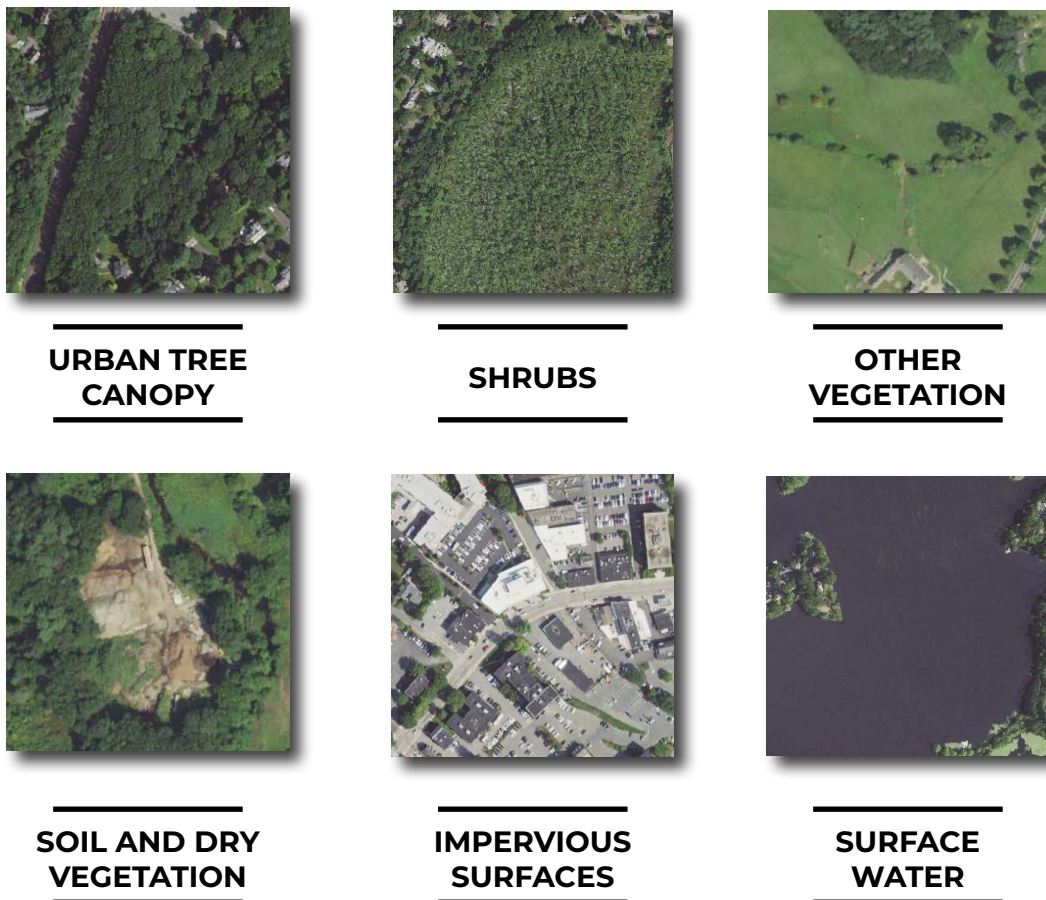 URBAN TREE
CANOPY
SHRUBS
OTHER
VEGETATION
SOIL AND DRY
VEGETATION
IMPERVIOUS
SURFACES
SURFACE
WATER